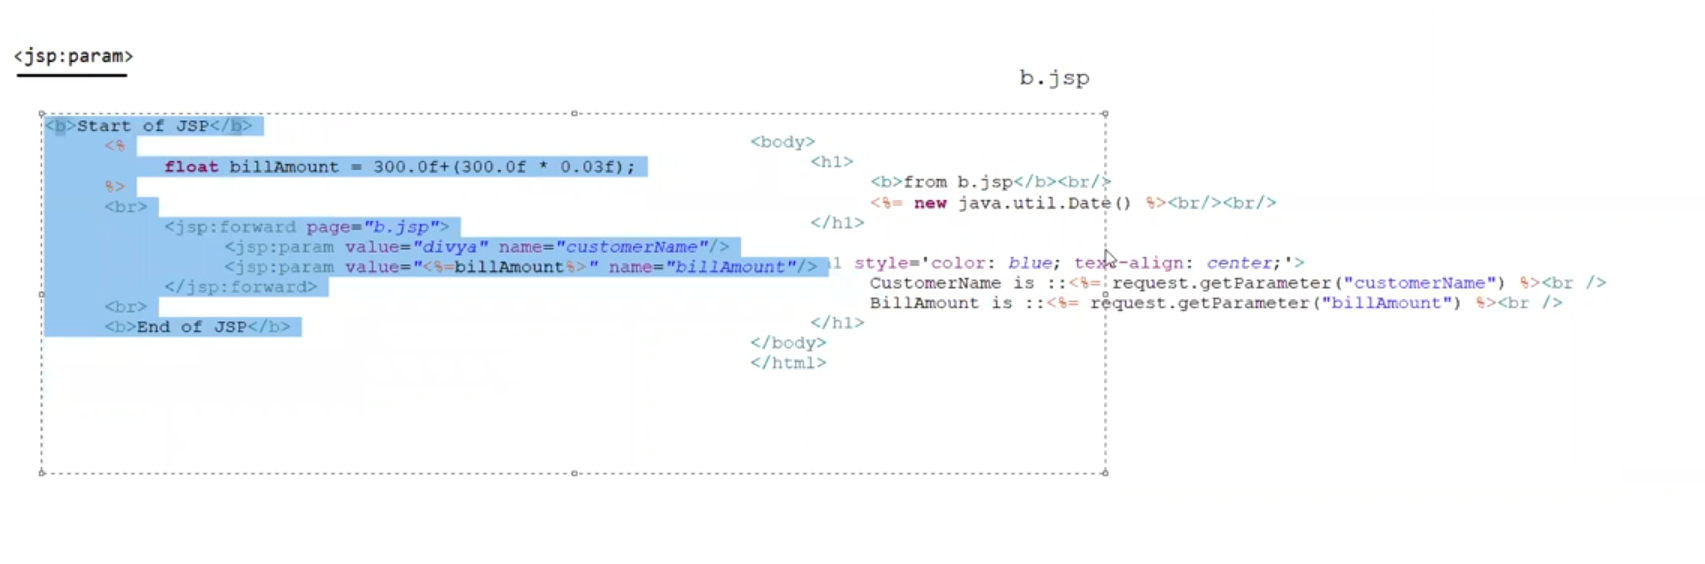 <jsp:param>
b.jsp
<b>Start of JSP</b>
<%
float billAmount = 300.0f+(300.0f * 0.03f);
%>
<br>
<jsp:forward page="b.jsp">
<jsp:param value="divya" name="customerName"/>
<jsp:param value="<%=billAmount%>" name="billAmount"/>
</jsp:forward>
<br>
<b>End of JSP</b>
<body>
<h1>
<b>from b.jsp</b><br/>
<%= new java.util.Date() %><br/><br/>
</h1>
style='color: blue; text-align: center;'>
CustomerName is ::<%= request.getParameter("customerName") %><br />
BillAmount is ::<%= request.getParameter("billAmount") %><br />
</h1>
</body>
</html>